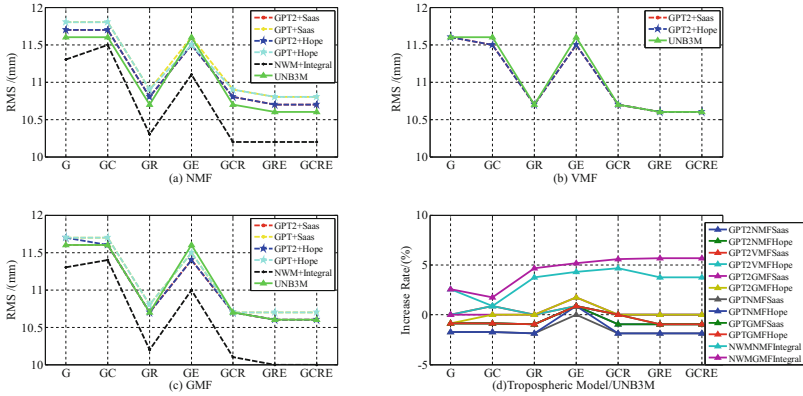 12
11.5
11
10.5
10
RMS /(mm)
GPT2+Saas
GPT+Saas
GPT2+Hope
GPT+Hope
NWM+Integral
UNB3M
G GC GR GE GCR GRE GCRE
(a) NMF
12
11.5
11
10.5
10
RMS /(mm)
GPT2+Saas
GPT2+Hope
UNB3M
G GC GR GE GCR GRE GCRE
(b) VMF
12
11.5
11
10.5
10
RMS /(mm)
GPT2+Saas
GPT+Saas
GPT2+Hope
GPT+Hope
NWM+Integral
UNB3M
G GC GR GE GCR GRE GCRE
(c) GMF
10
5
0
-5
Increase Rate/(%)
GPT2NMFSaas
GPT2NMFHope
GPT2VMFSaas
GPT2VMFHope
GPT2GMFSaas
GPT2GMFHope
GPTNMFSaas
GPTNMFHope
GPTGMFSaas
GPTGMFHope
NWMNMFIntegral
NWMGMFIntegral
G GC GR GE GCR GRE GCRE
(d)Tropospheric Model/UNB3M